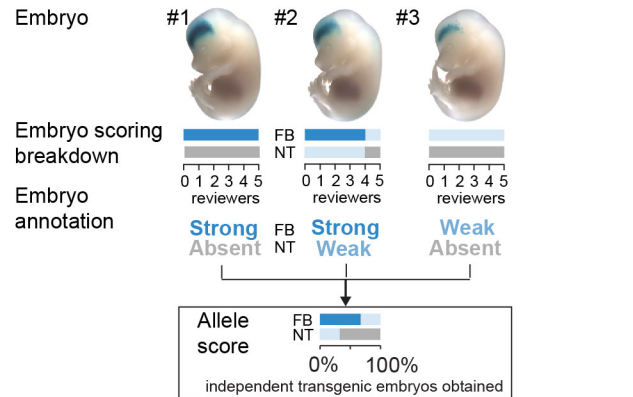 Embryo #1 #2 #3
Embryo scoring breakdown FB
NT
0 1 2 3 4 5 0 1 2 3 4 5 0 1 2 3 4 5
reviewers reviewers reviewers
Embryo annotation
Strong FB Strong Weak
Absent NT Weak Absent
Allele score FB
NT
0% 100%
independent transgenic embryos obtained